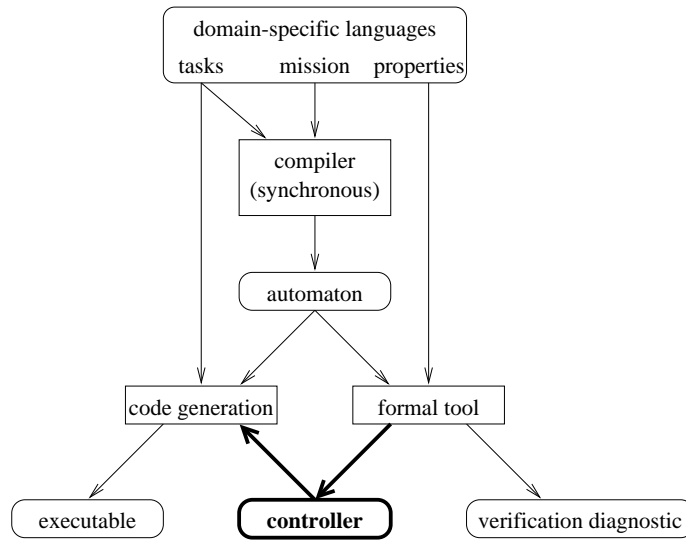 domain-specific languages
tasks mission properties
compiler
(synchronous)
automaton
code generation formal tool
executable controller verification diagnostic